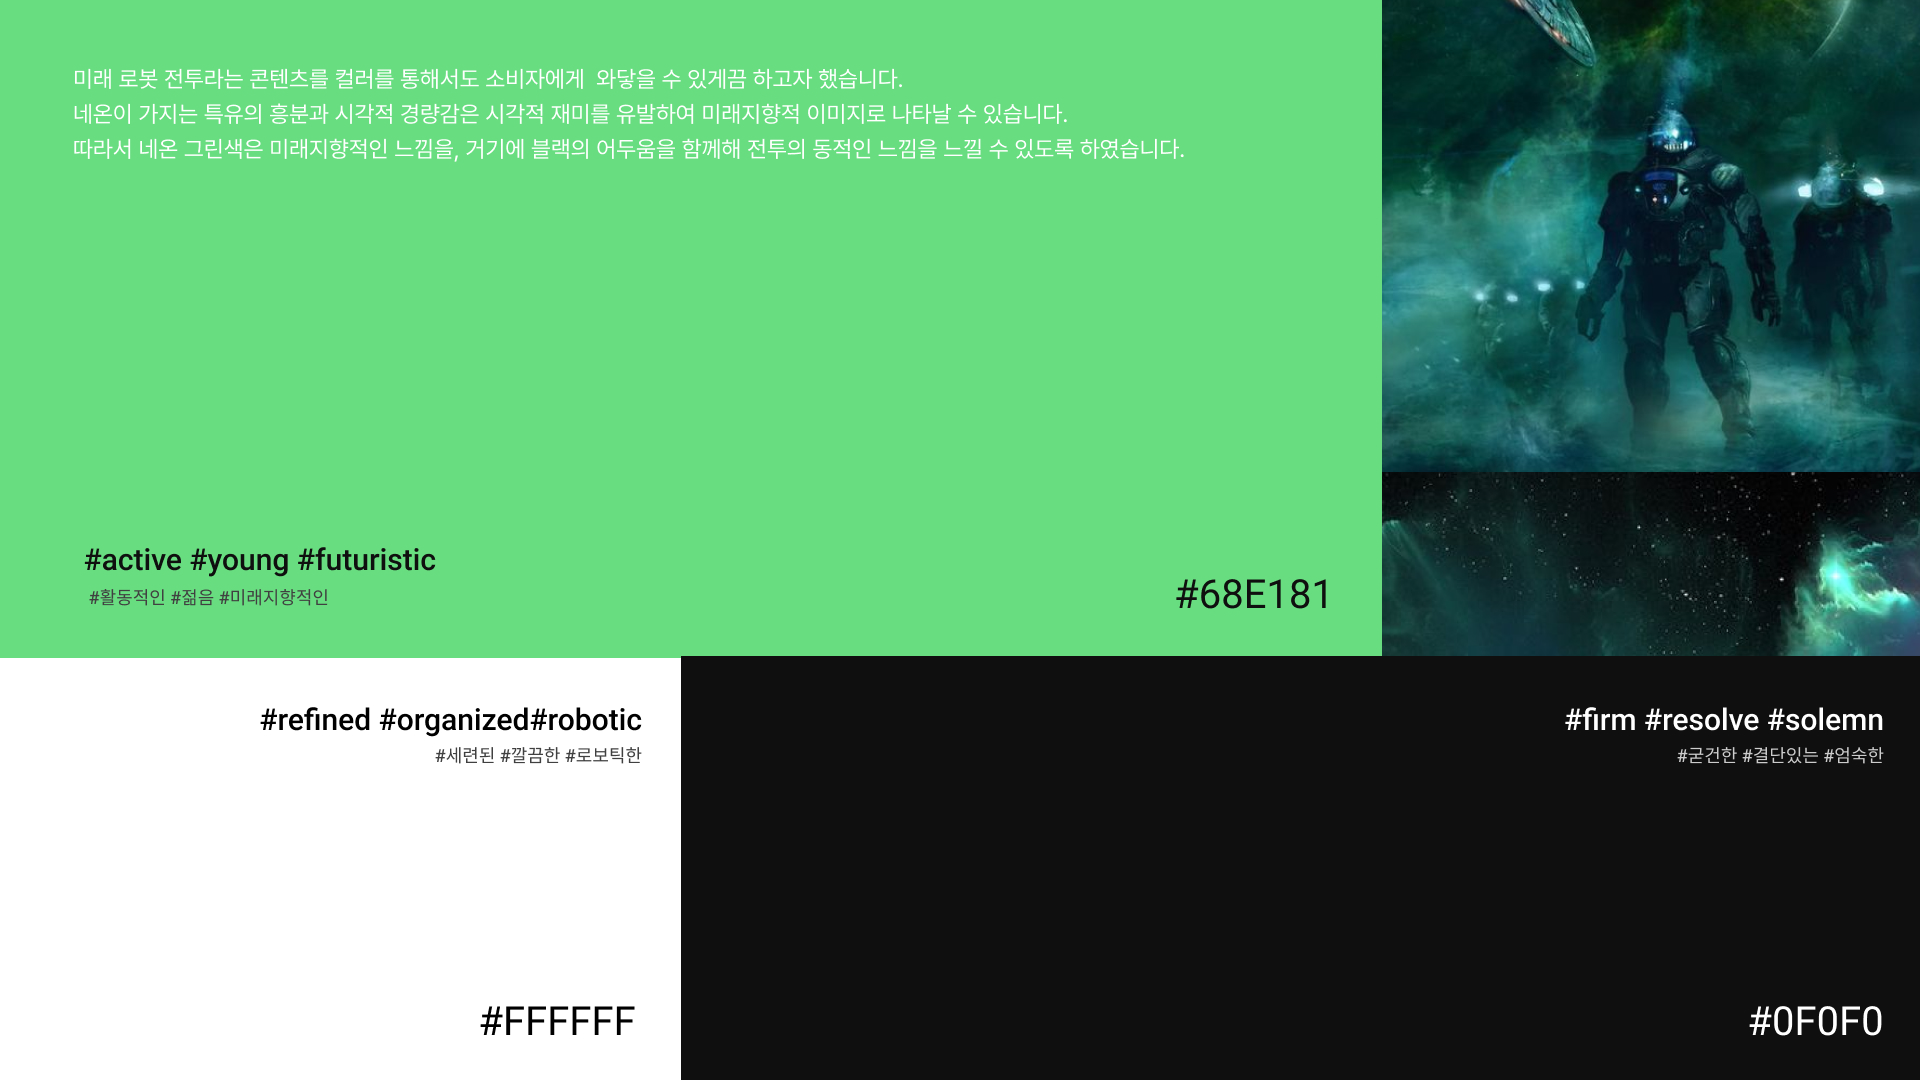 미래 로봇 전투라는 콘텐츠를 컬러를 통해서도 소비자에게  와닿을 수 있게끔 하고자 했습니다.
네온이 가지는 특유의 흥분과 시각적 경량감은 시각적 재미를 유발하여 미래지향적 이미지로 나타날 수 있습니다.
따라서 네온 그린색은 미래지향적인 느낌을, 거기에 블랙의 어두움을 함께해 전투의 동적인 느낌을 느낄 수 있도록 하였습니다.
#active #young #futuristic
#활동적인 #젊음 #미래지향적인
#68E181
#refined #organized#robotic
#세련된 #깔끔한 #로보틱한
#FFFFFF
#firm #resolve #solemn
#굳건한 #결단있는 #엄숙한
#0F0F0